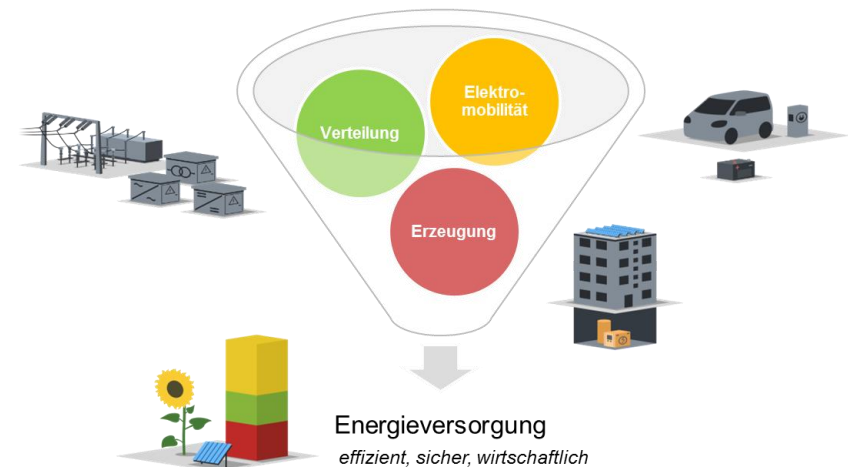 Elektro-
mobilität
Verteilung
Erzeugung
Energieversorgung
effizient, sicher, wirtschaftlich